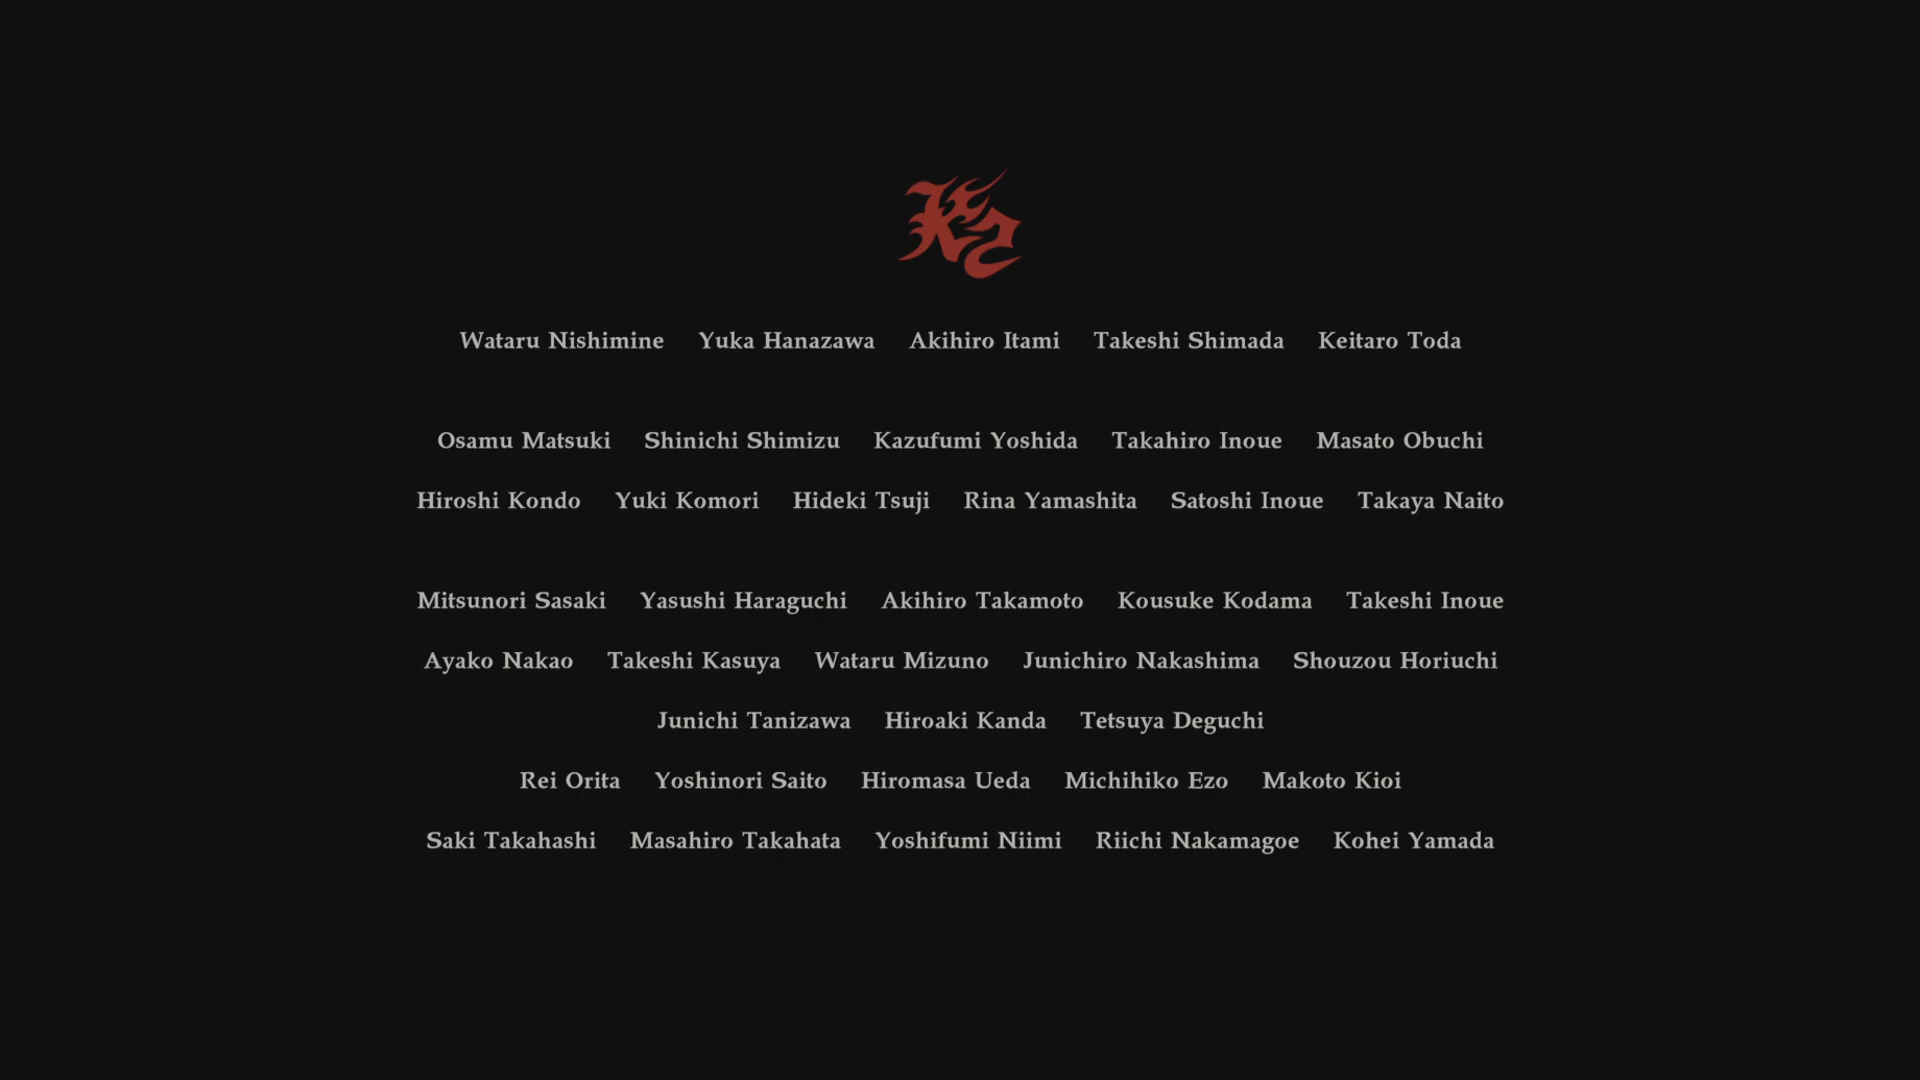 K2
Wataru Nishimine Yuka Hanazawa Akihiro Itami Takeshi Shimada Keitaro Toda
Osamu Matsuki Shinichi Shimizu Kazufumi Yoshida Takahiro Inoue Masato Obuchi
Hiroshi Kondo Yuki Komori Hideki Tsuji Rina Yamashita Satoshi Inoue Takaya Naito
Mitsunori Sasaki Yasushi Haraguchi Akihiro Takamoto Kousuke Kodama Takeshi Inoue
Ayako Nakao Takeshi Kasuya Wataru Mizuno Junichiro Nakashima Shouzou Horiuchi
Junichi Tanizawa Hiroaki Kanda Tetsuya Deguchi
Rei Orita Yoshinori Saito Hiromasa Ueda Michihiko Ezo Makoto Kioi
Saki Takahashi Masahiro Takahata Yoshifumi Niimi Riichi Nakamagoe Kohei Yamada